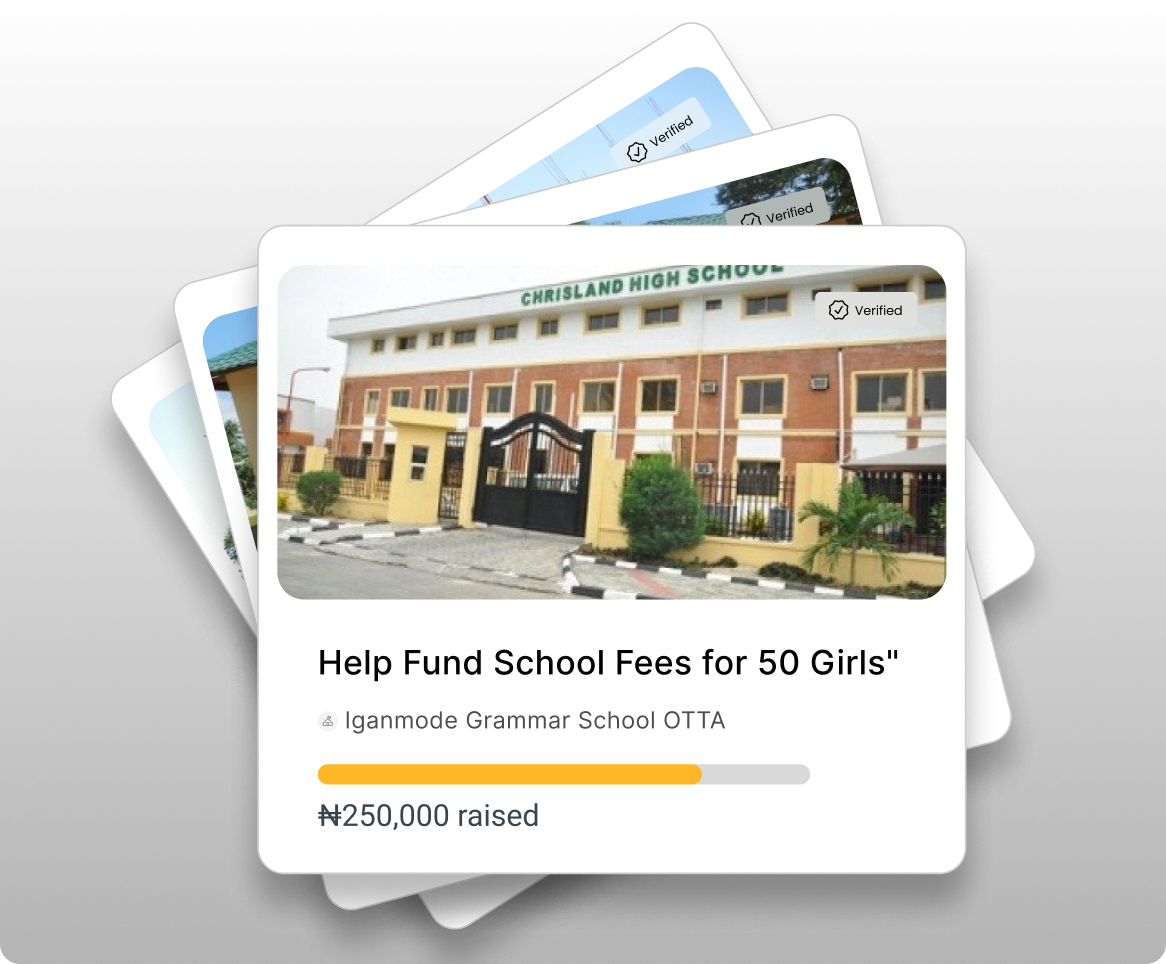 Verified
Verified
CHRISLAND HIGH SCHOOL
Verified
Help Fund School Fees for 50 Girls"
Iganmode Grammar School OTTA
₦250,000 raised